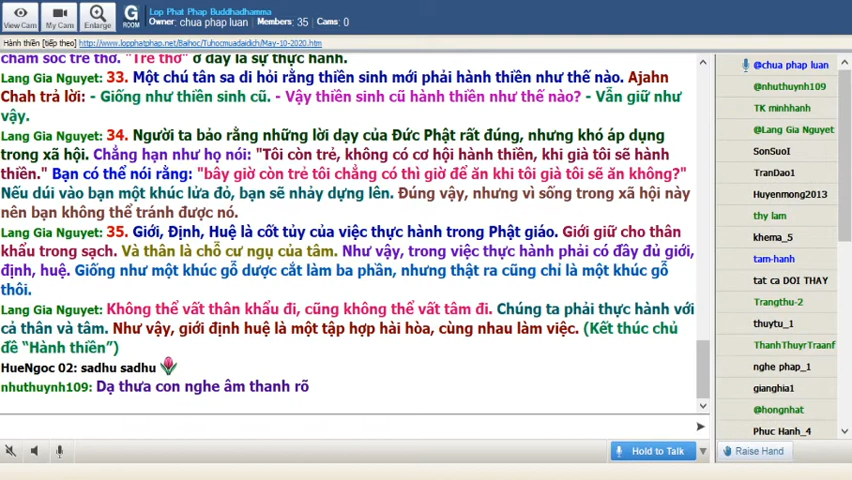 Lop Phat Phap Buddhadhamma
Owner: chua phap luan Members: 35 Cams: 0
View Cam My Cam Enlarge G ROOM
Hành thiền [tiếp theo] http://www.lopphatphap.net/Baihoc/Tuhocmuadaidich/May-10-2020.htm
chăm sóc trẻ thơ. "Trẻ thơ" ở đây là sự thực hành.
Lang Gia Nguyet: 33. Một chú tân sa di hỏi rằng thiền sinh mới phải hành thiền như thế nào. Ajahn
Chah trả lời: - Giống như thiền sinh cũ. - Vậy thiền sinh cũ hành thiền như thế nào? - Vẫn giữ như
vậy.
Lang Gia Nguyet: 34. Người ta bảo rằng những lời dạy của Đức Phật rất đúng, nhưng khó áp dụng
trong xã hội. Chẳng hạn như họ nói: "Tôi còn trẻ, không có cơ hội hành thiền, khi già tôi sẽ hành
thiền." Bạn có thể nói rằng: "bây giờ còn trẻ tôi chẳng có thì giờ để ăn khi tôi già tôi sẽ ăn không?"
Nếu dúi vào bạn một khúc lửa đỏ, bạn sẽ nhảy dựng lên. Đúng vậy, nhưng vì sống trong xã hội này
nên bạn không thể tránh được nó.
Lang Gia Nguyet: 35. Giới, Định, Huệ là cốt tủy của việc thực hành trong Phật giáo. Giới giữ cho thân
khẩu trong sạch. Và thân là chỗ cư ngụ của tâm. Như vậy, trong việc thực hành phải có đầy đủ giới,
định, huệ. Giống như một khúc gỗ dược cắt làm ba phần, nhưng thật ra cũng chỉ là một khúc gỗ
thôi.
Lang Gia Nguyet: Không thể vất thân khẩu đi, cũng không thể vất tâm đi. Chúng ta phải thực hành với
cả thân và tâm. Như vậy, giới định huệ là một tập hợp hài hòa, cùng nhau làm việc. (Kết thúc chủ
đề “Hành thiền”)
HueNgoc 02: sadhu sadhu
nhuthuynh109: Dạ thưa con nghe âm thanh rõ
Hold to Talk
@chua phap luan
@nhuthuynh109
TK minhhanh
@Lang Gia Nguyet
SonSuoI
TranDao1
Huyenmong2013
thy lam
khema_5
tam-hanh
tat ca DOI THAY
Trangthu-2
thuytu_1
ThanhThuyrTraanf
nghe phap_1
gianghia1
@hongnhat
Phuc Hanh_4
Raise Hand